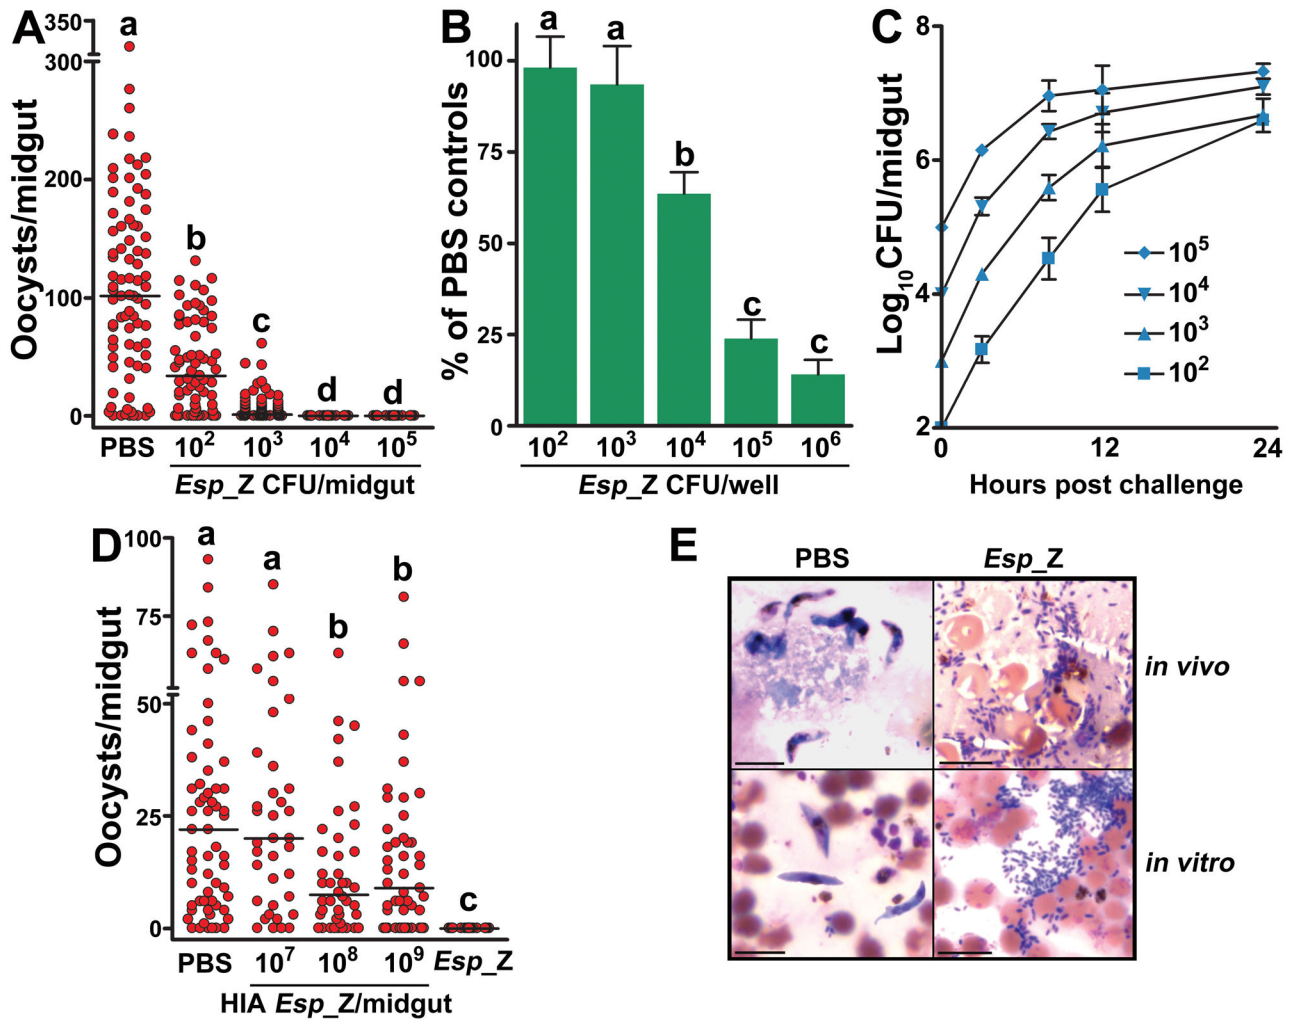 A
350
300
200
100
0
Oocysts/midgut
a
b
c
d
d
PBS
10²
10³
10⁴
10⁵
Esp_Z CFU/midgut
B
100
75
50
25
0
% of PBS controls
a
a
b
c
c
10²
10³
10⁴
10⁵
10⁶
Esp_Z CFU/well
C
8
6
4
2
Log₁₀CFU/midgut
10⁵
10⁴
10³
10²
0
12
24
Hours post challenge
D
100
75
50
25
0
Oocysts/midgut
a
a
b
b
c
PBS
10⁷
10⁸
10⁹
Esp_Z
HIA Esp_Z/midgut
E
PBS
Esp_Z
in vivo
in vitro